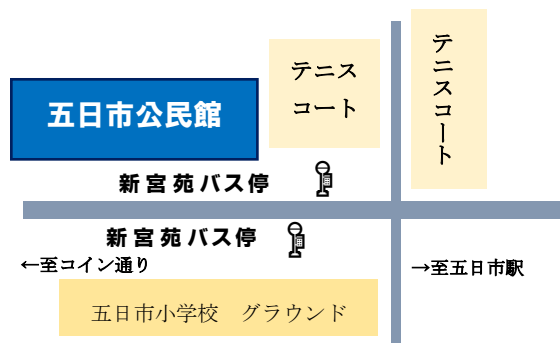 テニスコート
テニス
コート
五日市公民館
新宮苑バス停
新宮苑バス停
←至コイン通り
→至五日市駅
五日市小学校　グラウンド